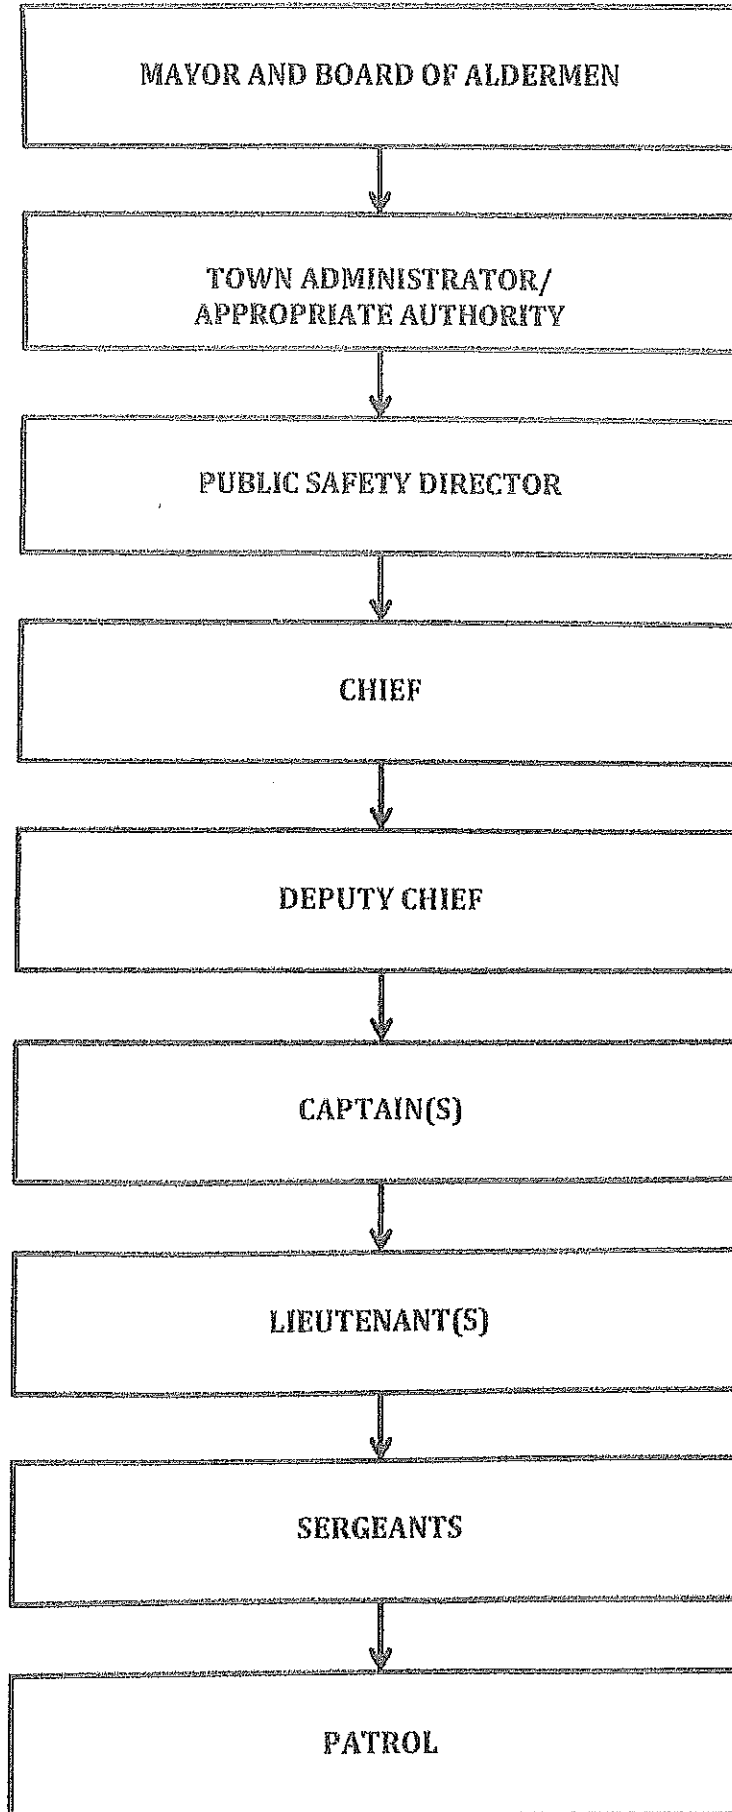 MAYOR AND BOARD OF ALDERMEN
TOWN ADMINISTRATOR/
APPROPRIATE AUTHORITY
PUBLIC SAFETY DIRECTOR
CHIEF
DEPUTY CHIEF
CAPTAIN(S)
LIEUTENANT(S)
SERGEANTS
PATROL